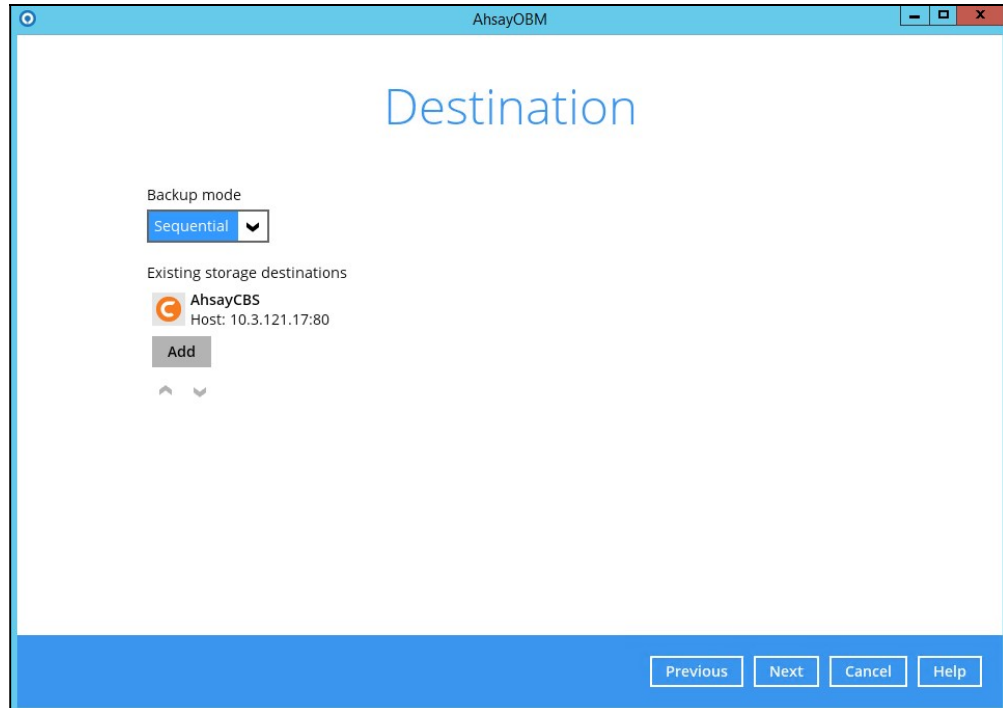 AhsayOBM
Destination
Backup mode
Sequential
Existing storage destinations
AhsayCBS
Host: 10.3.121.17:80
Add
Previous Next Cancel Help